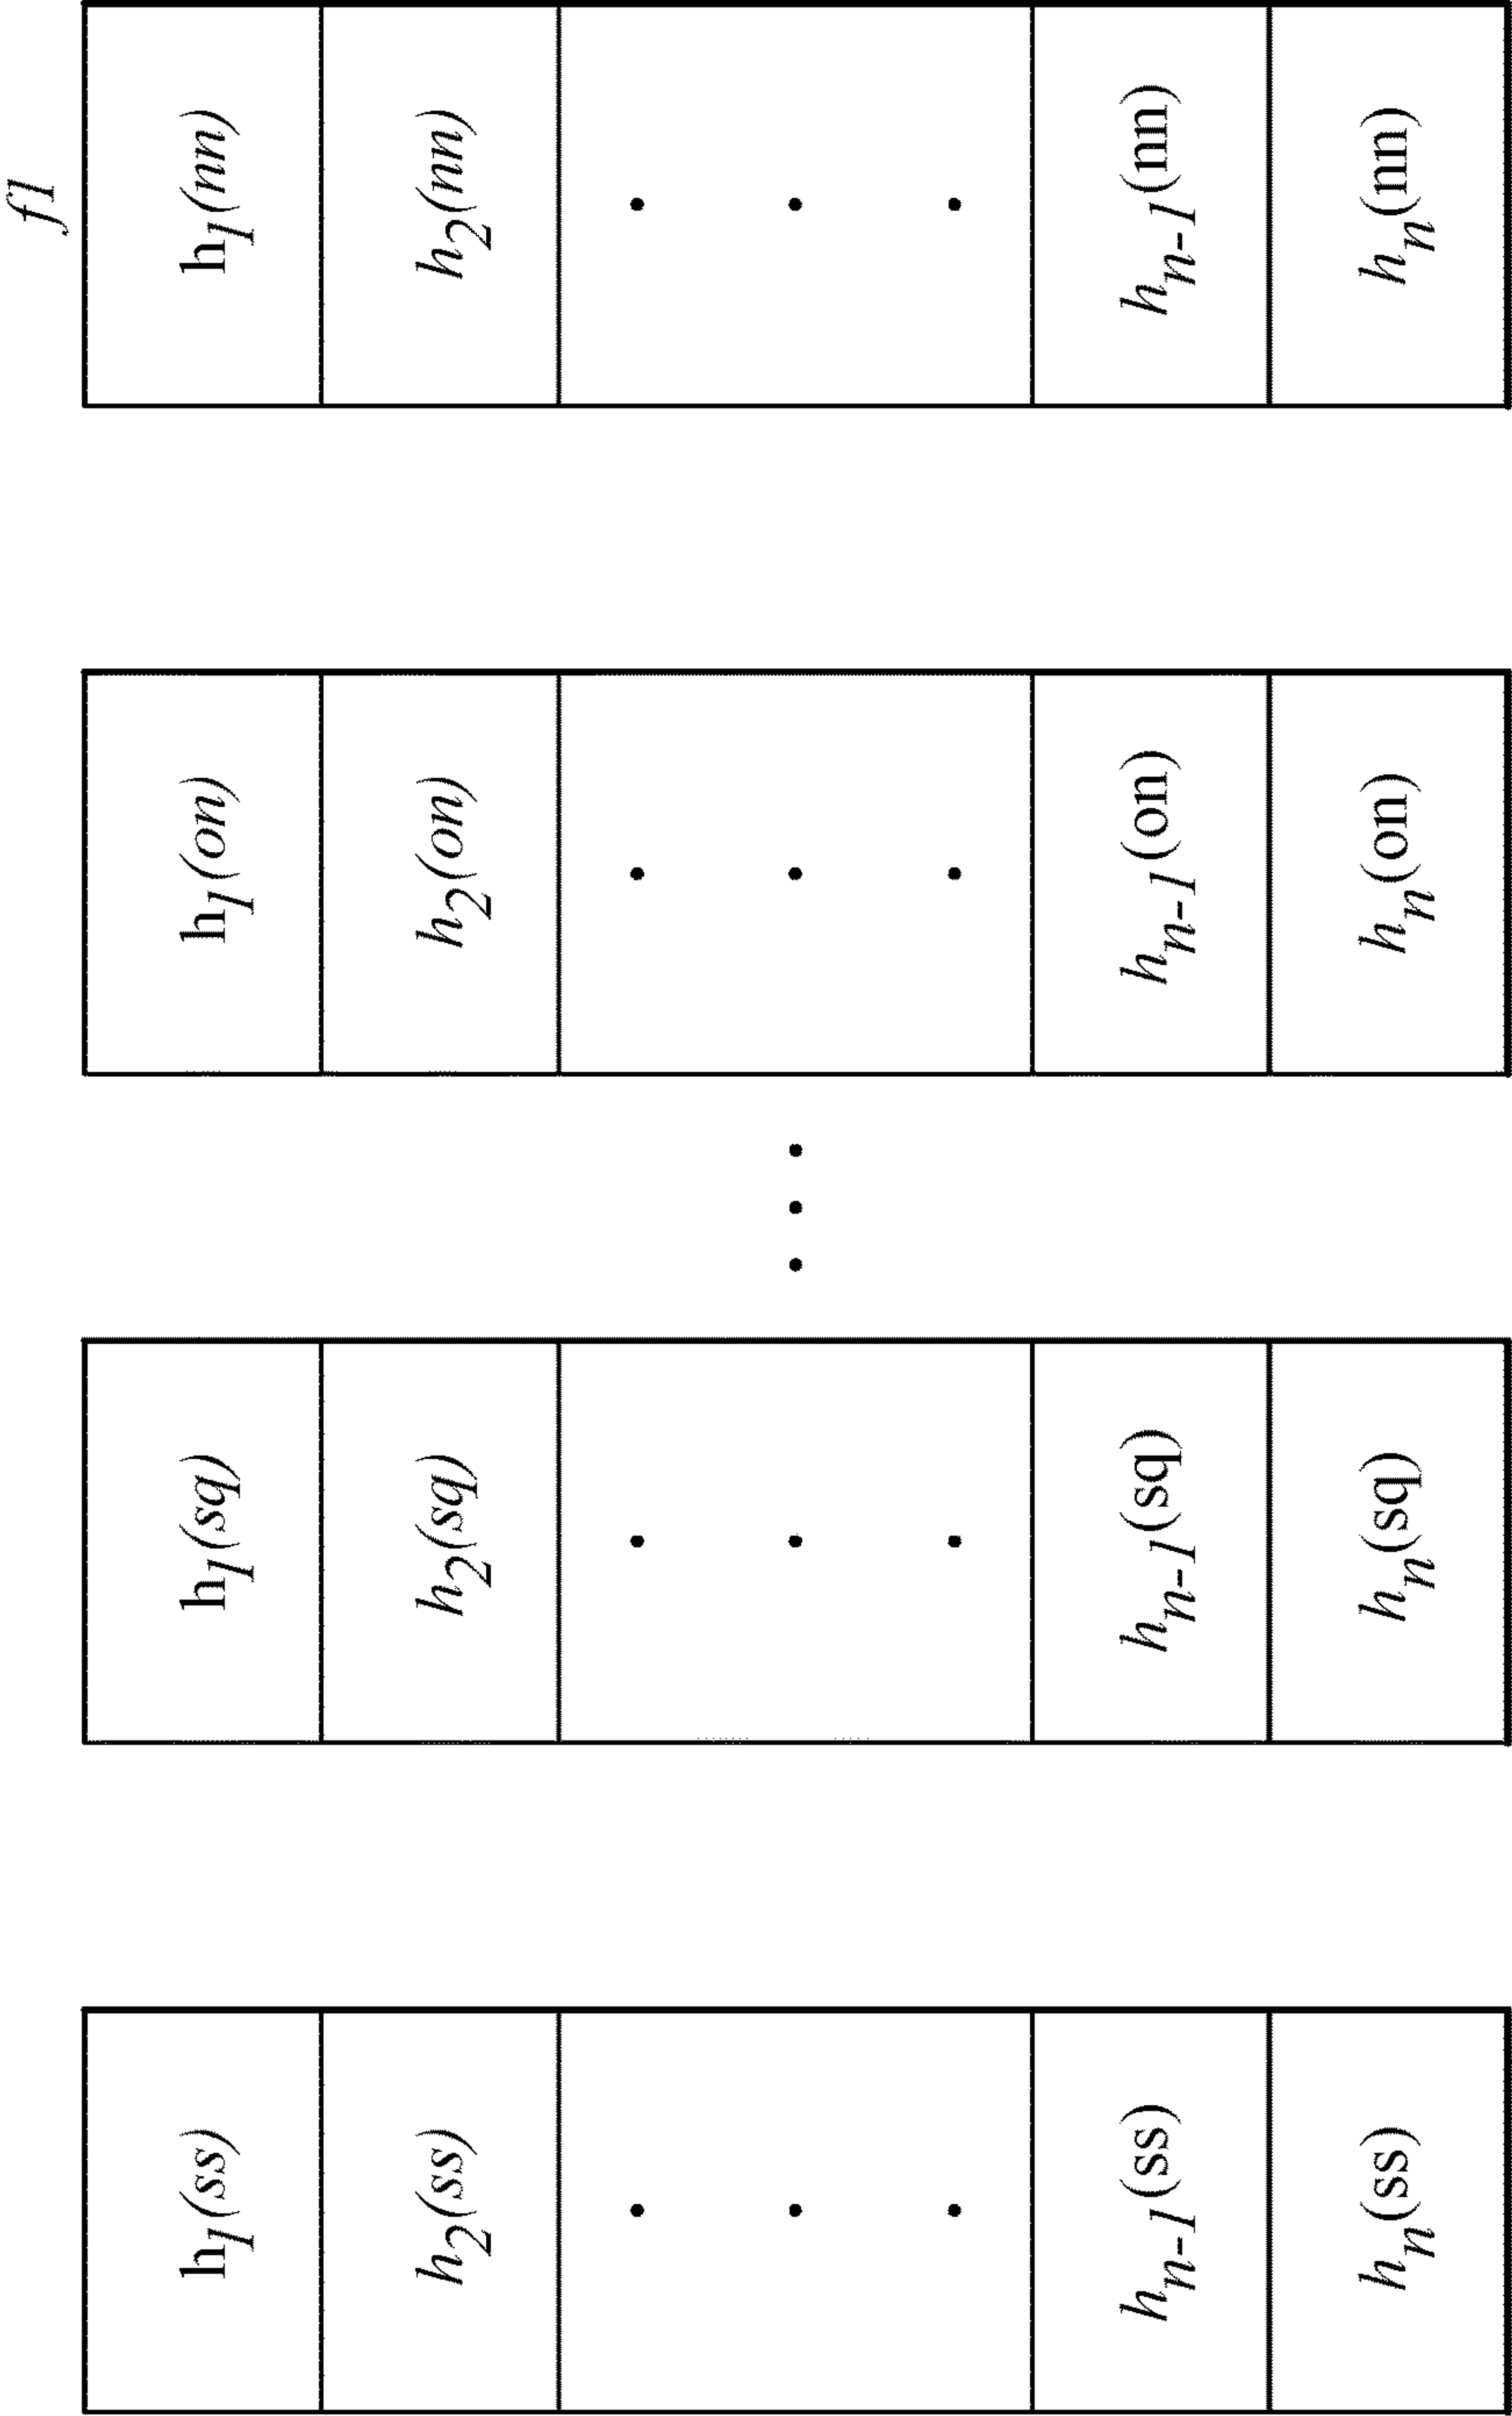 f1
h1(ss) h1(sq) h1(on) h1(nn)
h2(ss) h2(sq) h2(on) h2(nn)
hn-1(ss) hn-1(sq) hn-1(on) hn-1(nn)
hn(ss) hn(sq) hn(on) hn(nn)